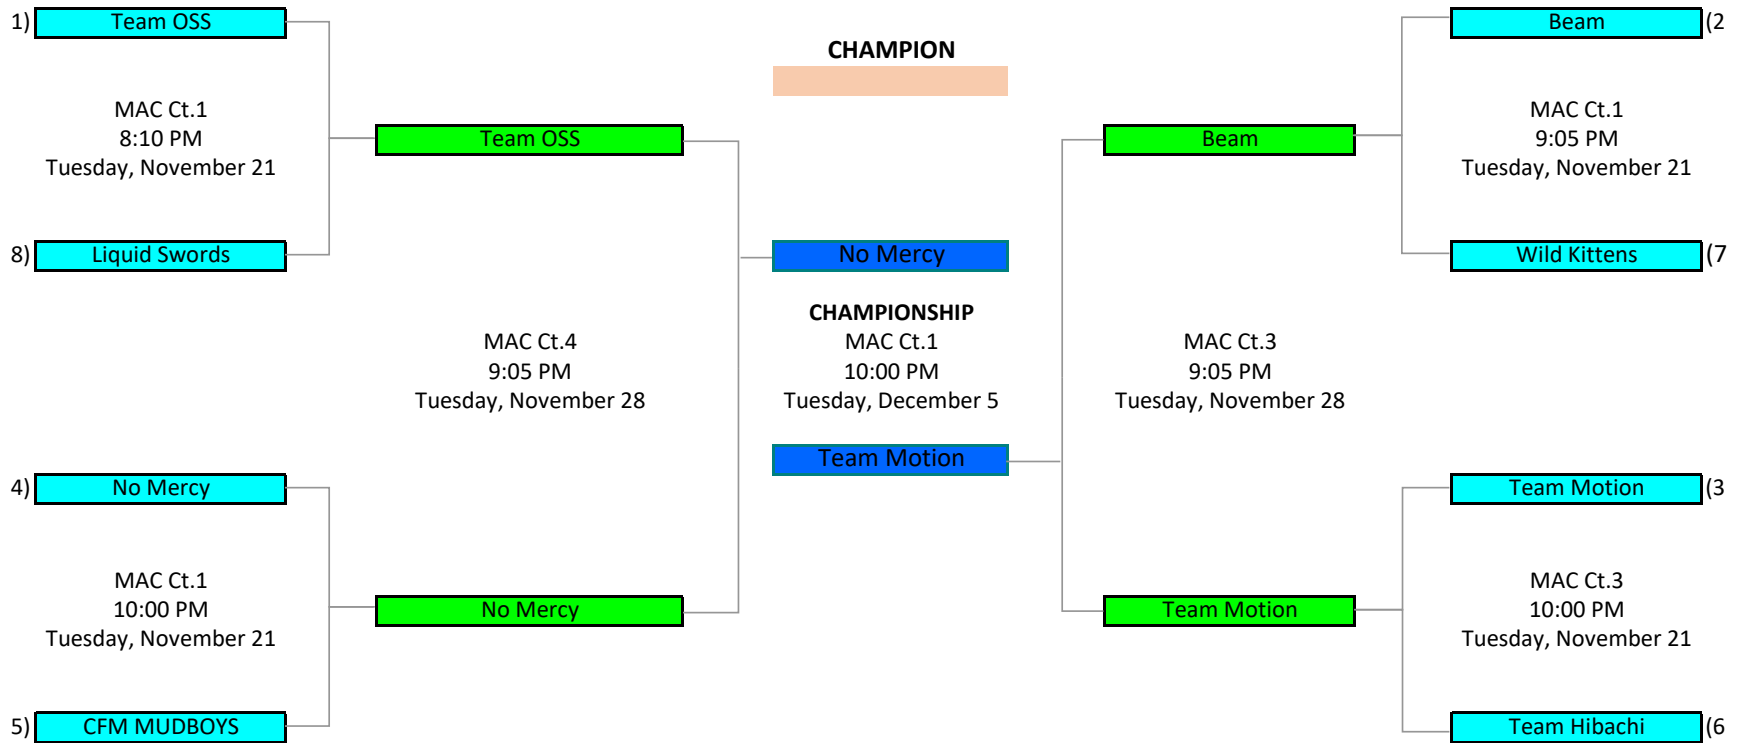 1) Team OSS
Beam (2
CHAMPION
MAC Ct.1
8:10 PM
Tuesday, November 21
Team OSS
Beam
MAC Ct.1
9:05 PM
Tuesday, November 21
8) Liquid Swords
No Mercy
Wild Kittens (7
MAC Ct.4
9:05 PM
Tuesday, November 28
CHAMPIONSHIP
MAC Ct.1
10:00 PM
Tuesday, December 5
MAC Ct.3
9:05 PM
Tuesday, November 28
Team Motion
4) No Mercy
Team Motion (3
MAC Ct.1
10:00 PM
Tuesday, November 21
No Mercy
Team Motion
MAC Ct.3
10:00 PM
Tuesday, November 21
5) CFM MUDBOYS
Team Hibachi (6